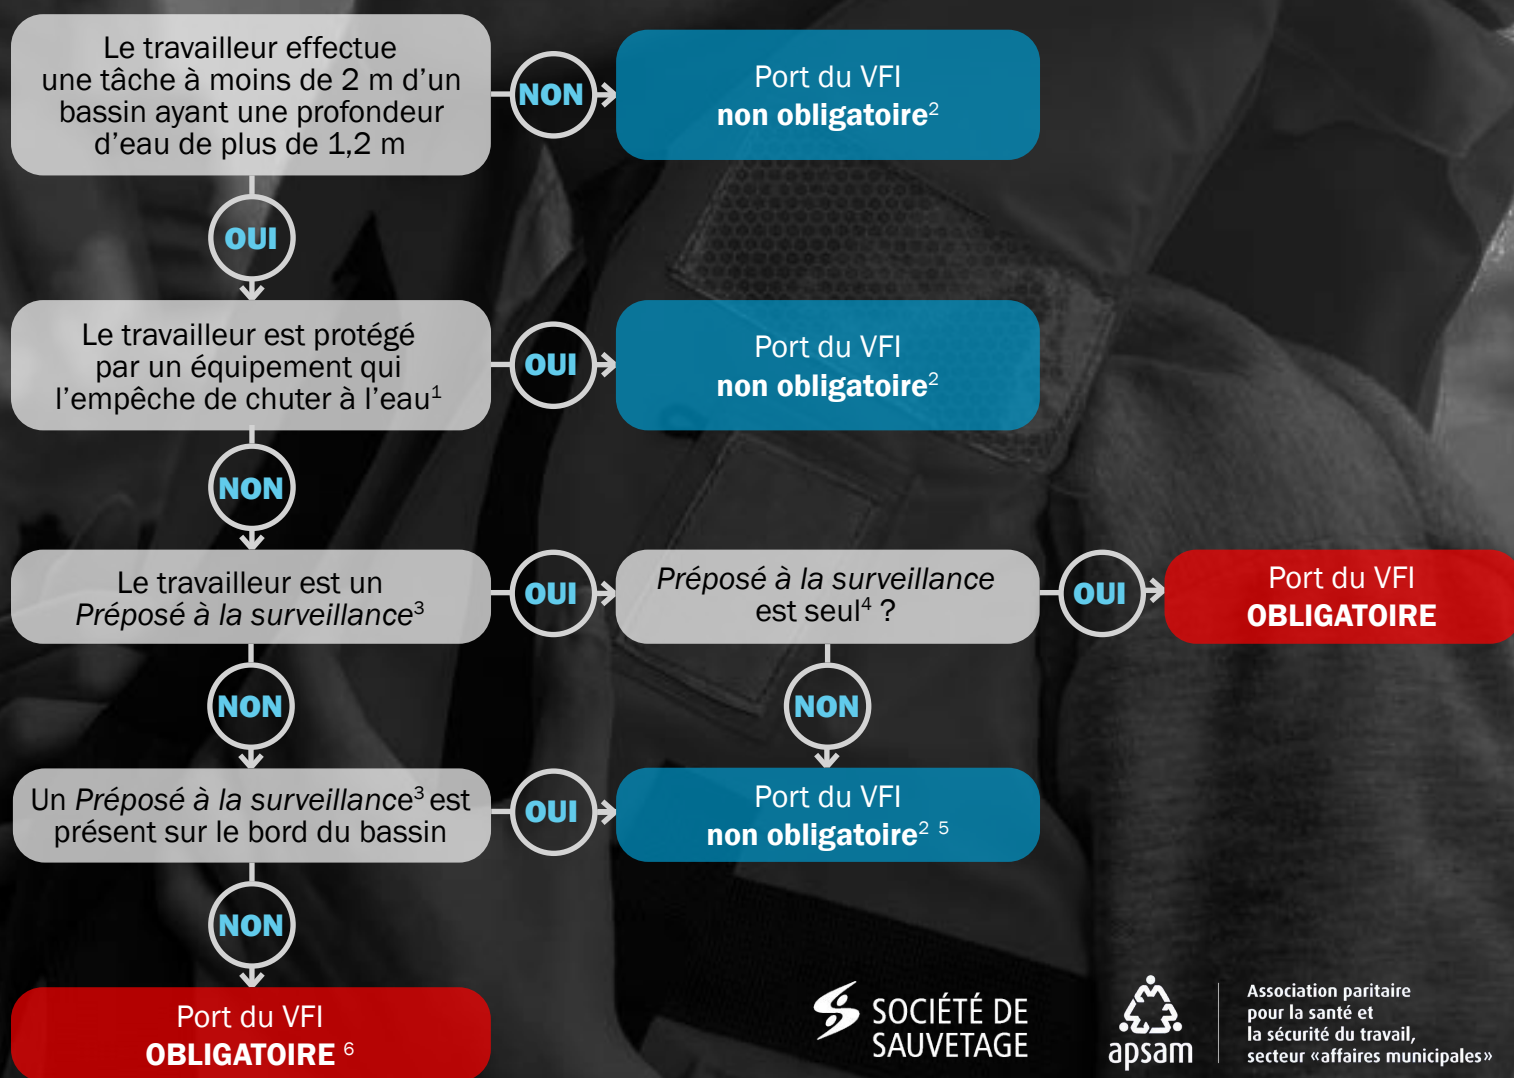 Le travailleur effectue
une tâche à moins de 2 m d'un
bassin ayant une profondeur
d'eau de plus de 1,2 m
NON
Port du VFI
non obligatoire²
OUI
Le travailleur est protégé
par un équipement qui
l'empêche de chuter à l'eau¹
OUI
Port du VFI
non obligatoire²
NON
Le travailleur est un
Préposé à la surveillance³
OUI
Préposé à la surveillance
est seul⁴ ?
OUI
Port du VFI
OBLIGATOIRE
NON
NON
Un Préposé à la surveillance³ est
présent sur le bord du bassin
OUI
Port du VFI
non obligatoire² ⁵
NON
Port du VFI
OBLIGATOIRE ⁶
SOCIÉTÉ DE
SAUVETAGE
apsam
Association paritaire
pour la santé et
la sécurité du travail,
secteur «affaires municipales»